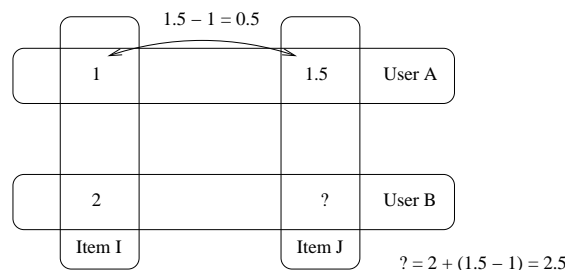 1.5 − 1 = 0.5
1 1.5 User A
2 ? User B
Item I Item J
? = 2 + (1.5 − 1) = 2.5